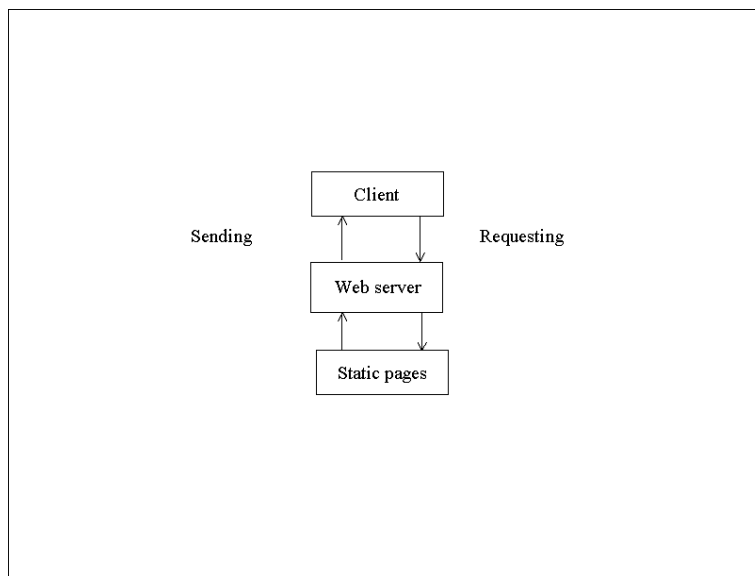 Client
Sending
Requesting
Web server
Static pages